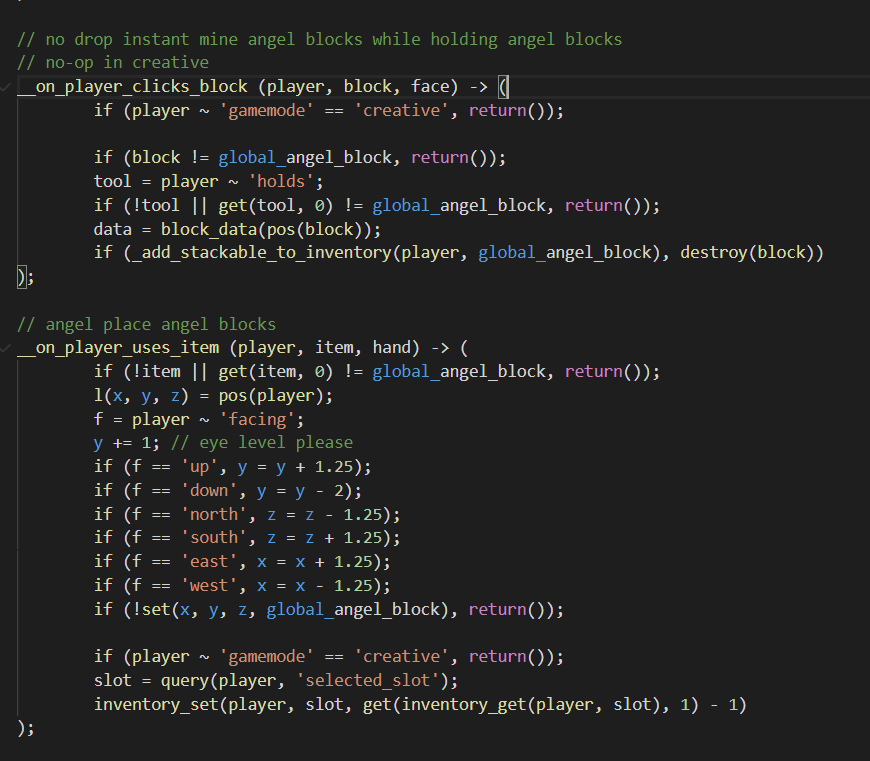 // no drop instant mine angel blocks while holding angel blocks
// no-op in creative
__on_player_clicks_block (player, block, face) -> (
if (player ~ 'gamemode' == 'creative', return());
if (block != global_angel_block, return());
tool = player ~ 'holds';
if (!tool || get(tool, 0) != global_angel_block, return());
data = block_data(pos(block));
if (_add_stackable_to_inventory(player, global_angel_block), destroy(block))
);
// angel place angel blocks
__on_player_uses_item (player, item, hand) -> (
if (!item || get(item, 0) != global_angel_block, return());
l(x, y, z) = pos(player);
f = player ~ 'facing';
y += 1; // eye level please
if (f == 'up', y = y + 1.25);
if (f == 'down', y = y - 2);
if (f == 'north', z = z - 1.25);
if (f == 'south', z = z + 1.25);
if (f == 'east', x = x + 1.25);
if (f == 'west', x = x - 1.25);
if (!set(x, y, z, global_angel_block), return());
if (player ~ 'gamemode' == 'creative', return());
slot = query(player, 'selected_slot');
inventory_set(player, slot, get(inventory_get(player, slot), 1) - 1)
);